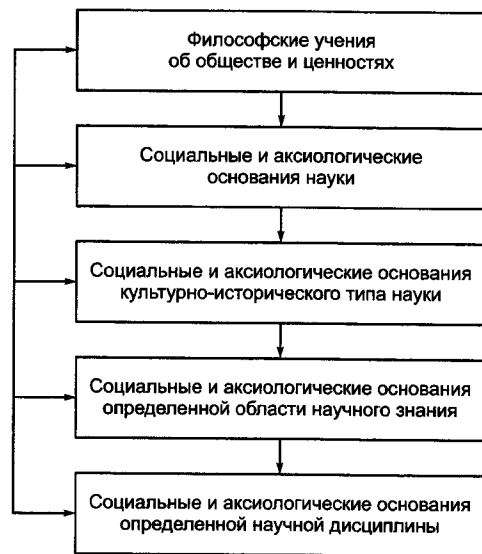 Философские учения
об обществе и ценностях
Социальные и аксиологические
основания науки
Социальные и аксиологические основания
культурно-исторического типа науки
Социальные и аксиологические основания
определенной области научного знания
Социальные и аксиологические основания
определенной научной дисциплины